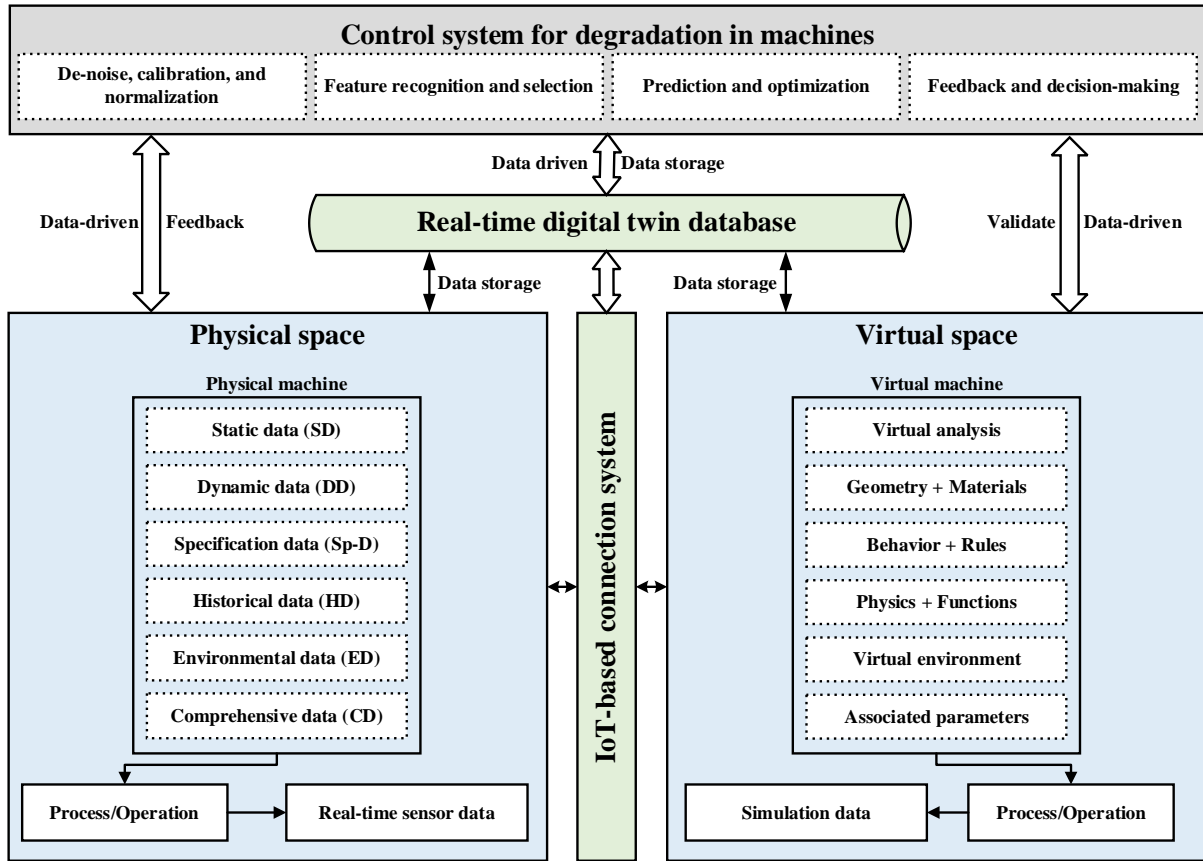 Control system for degradation in machines
De-noise, calibration, and
normalization
Feature recognition and selection
Prediction and optimization
Feedback and decision-making
Data driven
Data storage
Data-driven
Feedback
Real-time digital twin database
Validate
Data-driven
Data storage
Data storage
Physical space
Physical machine
Static data (SD)
Dynamic data (DD)
Specification data (Sp-D)
Historical data (HD)
Environmental data (ED)
Comprehensive data (CD)
Process/Operation
Real-time sensor data
IoT-based connection system
Virtual space
Virtual machine
Virtual analysis
Geometry + Materials
Behavior + Rules
Physics + Functions
Virtual environment
Associated parameters
Simulation data
Process/Operation